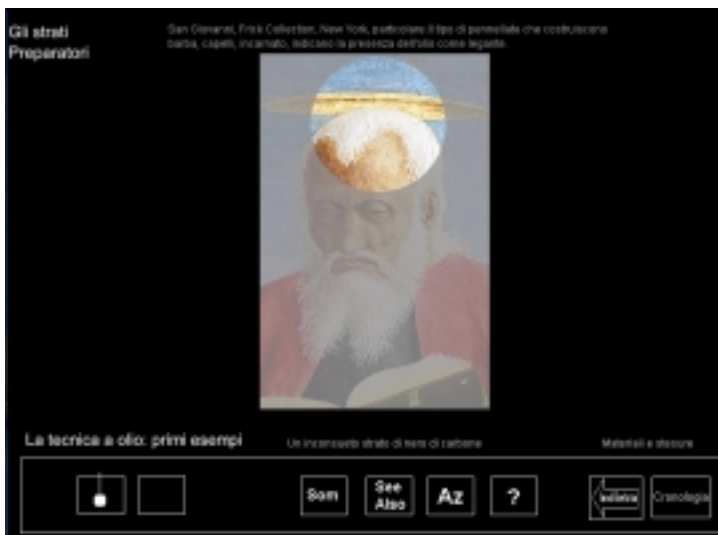 Gli strati
Preparatori
San Giovanni, Frick Collection, New York, particolare.Il tipo di pennellate che costruiscono
barba, capelli, incarnato, indicano la presenza dell'olio come legante.
La tecnica a olio: primi esempi
Un inconsueto strato di nero di carbone
Materiali e stesure
Som
See
Also
Az
?
Indietro
Cronologia